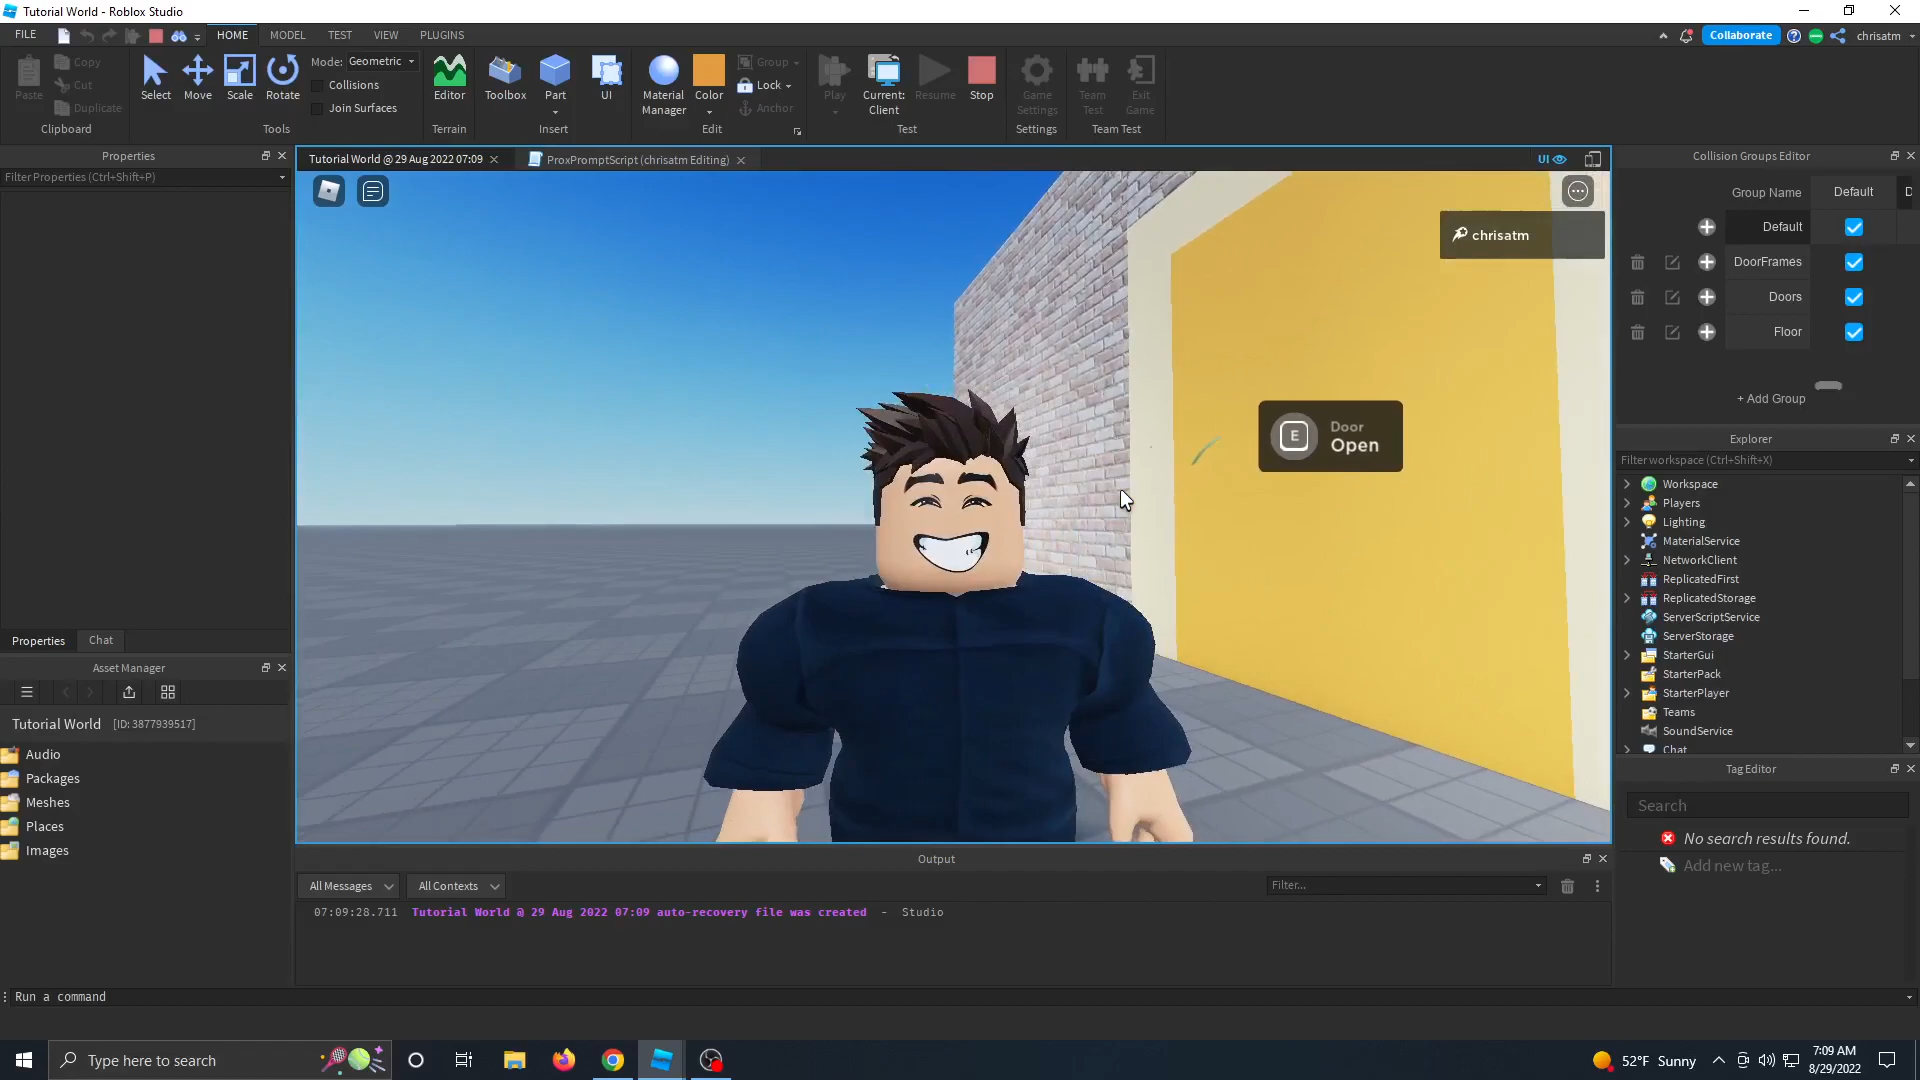 Tutorial World - Roblox Studio
FILE HOME MODEL TEST VIEW PLUGINS Collaborate chrisatm
Paste Copy Cut Duplicate Clipboard
Select Move Scale Rotate Mode: Geometric Collisions Join Surfaces Tools
Editor Terrain
Toolbox Part UI Insert
Material Manager Color Group Lock Anchor Edit
Play Current: Client Resume Stop Test
Game Settings Settings
Team Test Exit Game Team Test
Properties
Filter Properties (Ctrl+Shift+P)
Properties Chat
Asset Manager
Tutorial World [ID: 3877939517]
Audio
Packages
Meshes
Places
Images
Tutorial World @ 29 Aug 2022 07:09 ProxPromptScript (chrisatm Editing) UI
chrisatm
E
Door
Open
Output
All Messages All Contexts Filter...
07:09:28.711 Tutorial World @ 29 Aug 2022 07:09 auto-recovery file was created - Studio
Collision Groups Editor
Group Name Default D
Default
DoorFrames
Doors
Floor
+ Add Group
Explorer
Filter workspace (Ctrl+Shift+X)
Workspace
Players
Lighting
MaterialService
NetworkClient
ReplicatedFirst
ReplicatedStorage
ServerScriptService
ServerStorage
StarterGui
StarterPack
StarterPlayer
Teams
SoundService
Chat
Tag Editor
Search
No search results found.
Add new tag...
Run a command
Type here to search
52°F Sunny
7:09 AM
8/29/2022